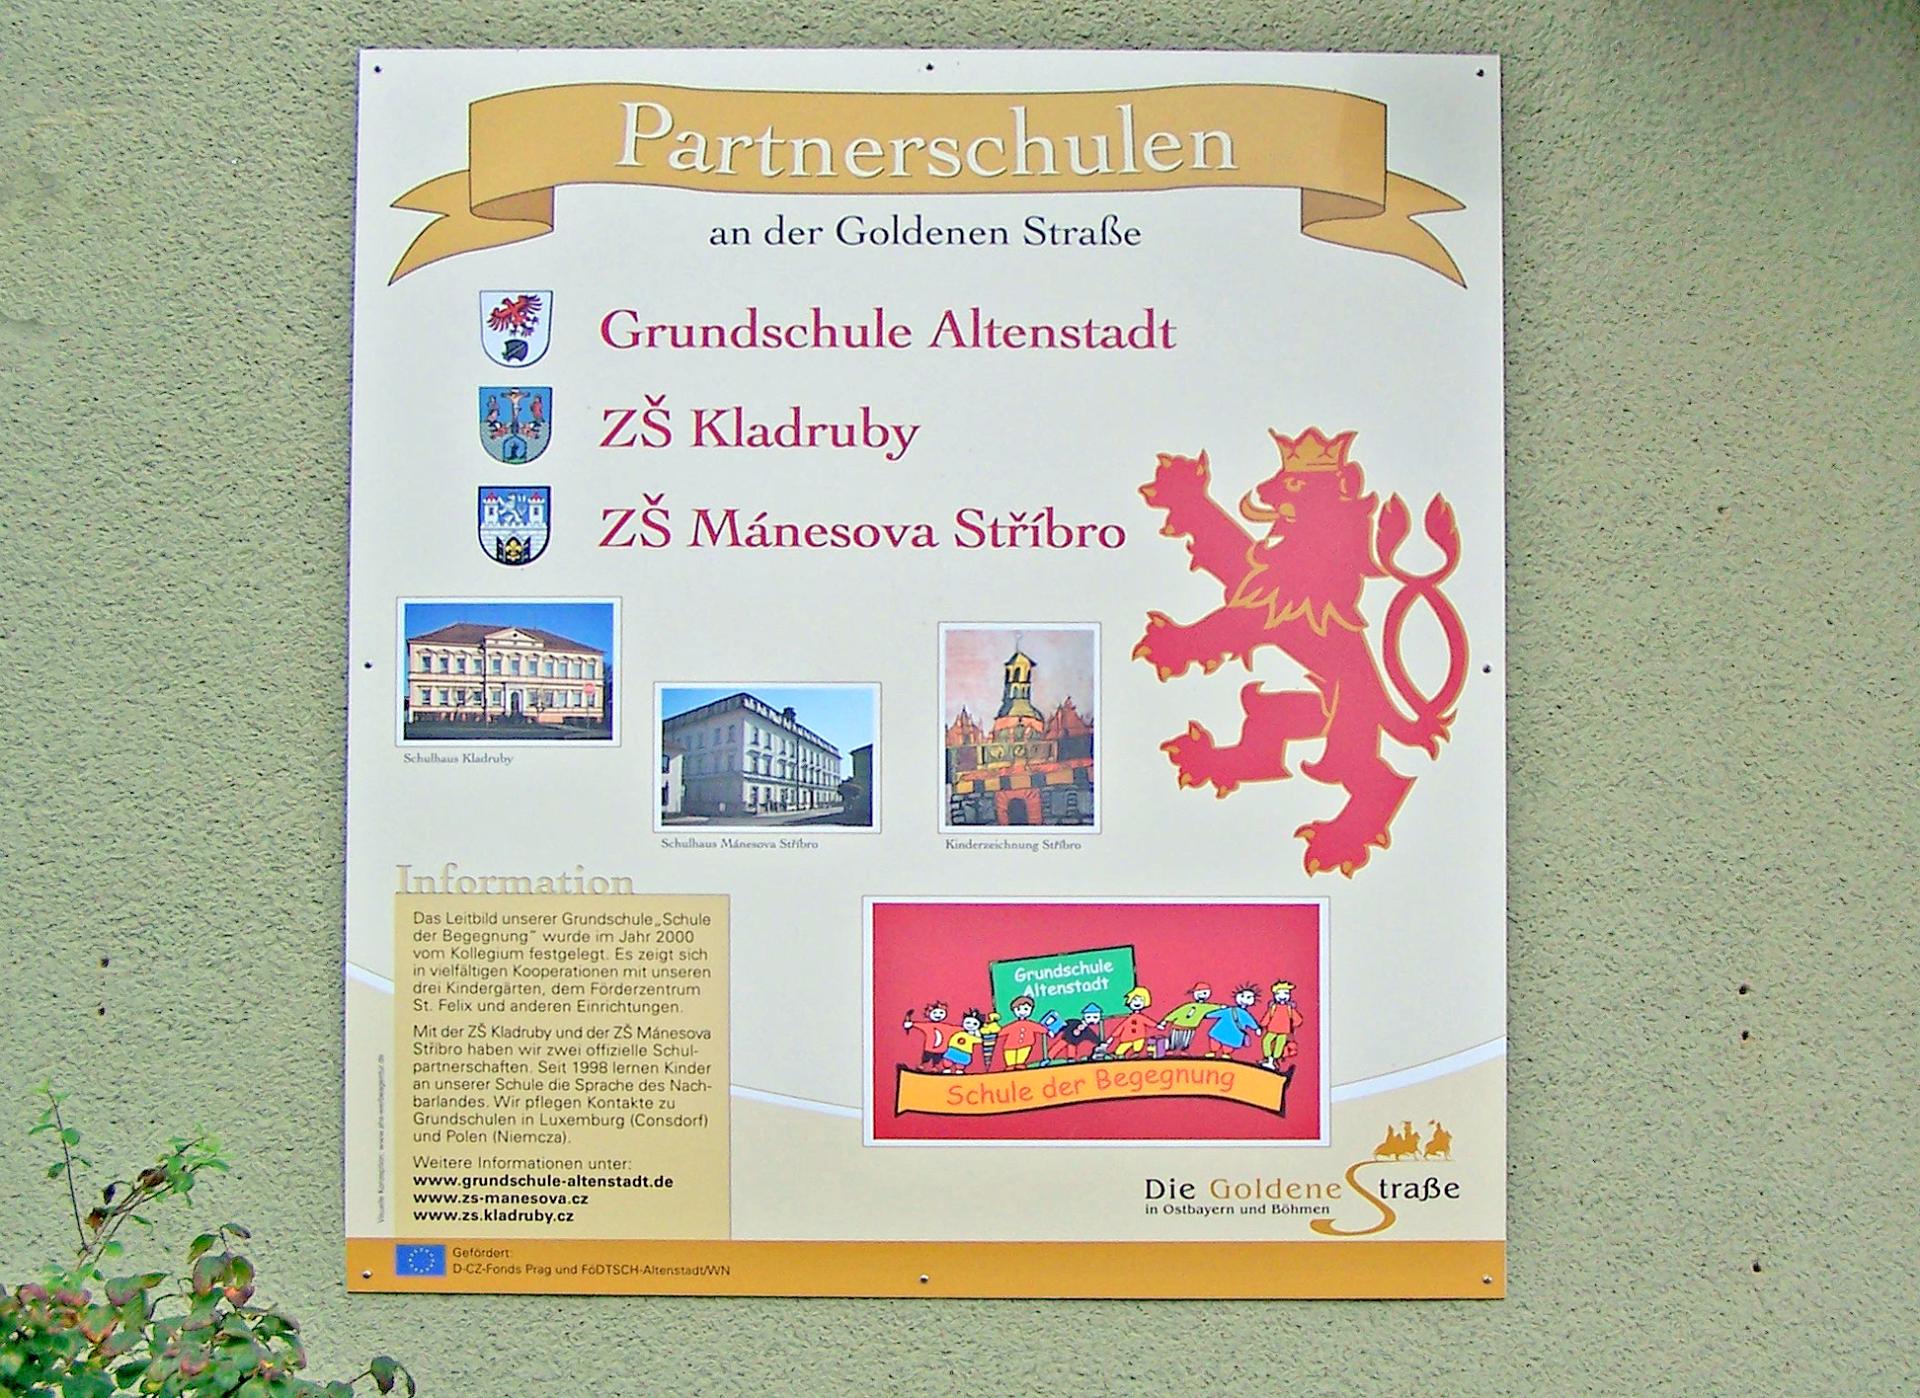 Partnerschulen
an der Goldenen Straße
Grundschule Altenstadt
ZŠ Kladruby
ZŠ Mánesova Stříbro
Schulhaus Kladruby
Schulhaus Mánesova Stříbro
Kinderzeichnung Stříbro
Information
Das Leitbild unserer Grundschule „Schule
der Begegnung" wurde im Jahr 2000
vom Kollegium festgelegt. Es zeigt sich
in vielfältigen Kooperationen mit unseren
drei Kindergärten, dem Förderzentrum
St. Felix und anderen Einrichtungen.
Mit der ZŠ Kladruby und der ZŠ Mánesova
Stříbro haben wir zwei offizielle Schul-
partnerschaften. Seit 1998 lernen Kinder
an unserer Schule die Sprache des Nach-
barlandes. Wir pflegen Kontakte zu
Grundschulen in Luxemburg (Consdorf)
und Polen (Niemcza).
Weitere Informationen unter:
www.grundschule-altenstadt.de
www.zs-manesova.cz
www.zs.kladruby.cz
Grundschule
Altenstadt
Schule der Begegnung
Die Goldene Straße
in Ostbayern und Böhmen
Gefördert:
D-CZ-Fonds Prag und FöDTSCH-Altenstadt/WN